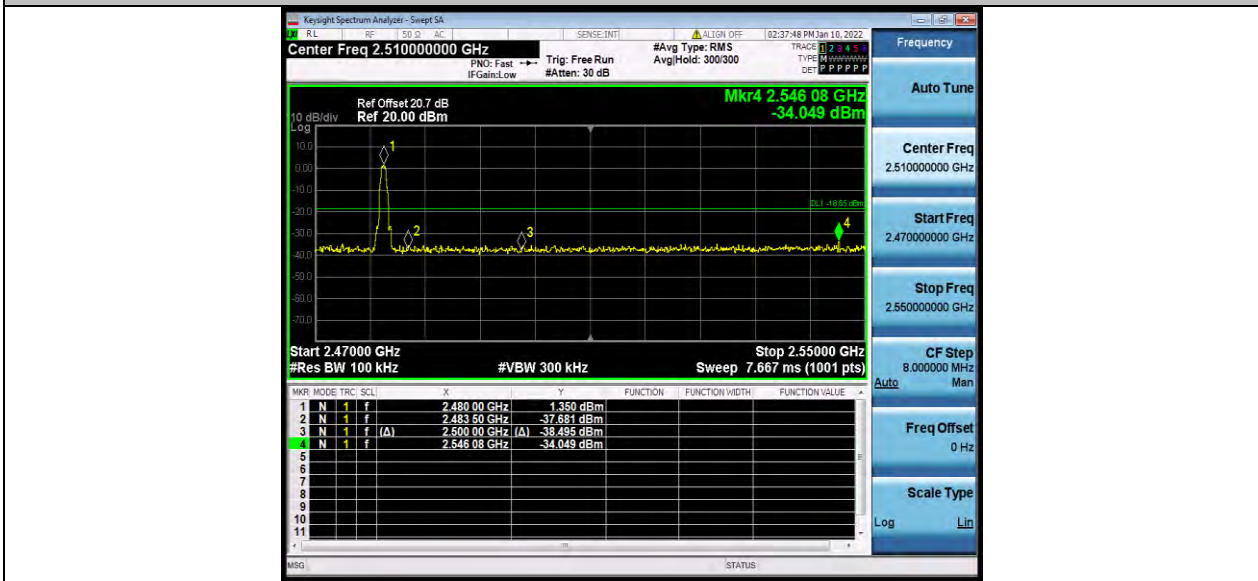 Keysight Spectrum Analyzer - Swept SA
RL RF 50 Ω AC SENSE:INT ALIGN OFF 02:37:48 PM Jan 10, 2022
Center Freq 2.510000000 GHz #Avg Type: RMS TRACE 1 2 3 4 5 6
PNO: Fast Trig: Free Run Avg|Hold: 300/300 TYPE M WWWWW
IFGain:Low #Atten: 30 dB DET P P P P P P
Frequency
Auto Tune
Mkr4 2.546 08 GHz
Ref Offset 20.7 dB
10 dB/div Ref 20.00 dBm -34.049 dBm
Log
10.0
0.00
-10.0
-20.0
-30.0
-40.0
-50.0
-60.0
-70.0
1
2
3
4
DL1 -18.65 dBm
Start 2.47000 GHz Stop 2.55000 GHz
#Res BW 100 kHz #VBW 300 kHz Sweep 7.667 ms (1001 pts)
MKR MODE TRC SCL X Y FUNCTION FUNCTION WIDTH FUNCTION VALUE
1 N 1 f 2.480 00 GHz 1.350 dBm
2 N 1 f 2.483 50 GHz -37.681 dBm
3 N 1 f (Δ) 2.500 00 GHz (Δ) -38.495 dBm
4 N 1 f 2.546 08 GHz -34.049 dBm
5
6
7
8
9
10
11
Center Freq
2.510000000 GHz
Start Freq
2.470000000 GHz
Stop Freq
2.550000000 GHz
CF Step
8.000000 MHz
Auto Man
Freq Offset
0 Hz
Scale Type
Log Lin
MSG STATUS